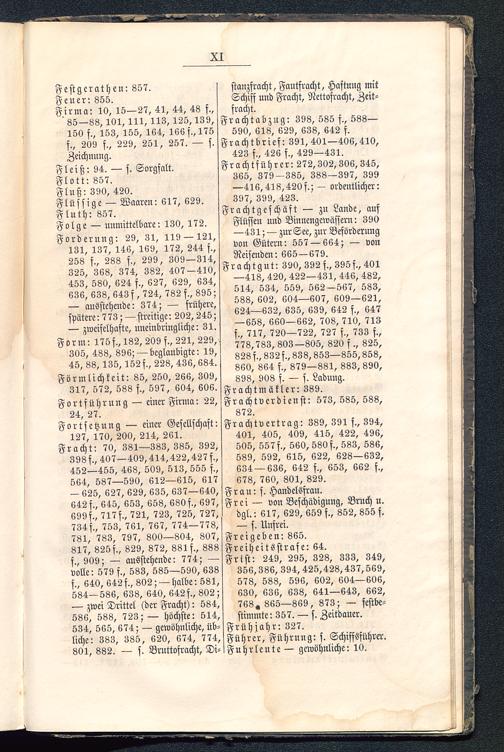 XI
Festgerathen: 857.
Feuer: 855.
Firma: 10, 15—27, 41, 44, 48 f.,
85—88, 101, 111, 113, 125, 139,
150 f., 153, 155, 164, 166 f., 175
f., 209 f., 229, 251, 257. — s.
Zeichnung.
Fleiß: 94. — s. Sorgfalt.
Flott: 857.
Fluß: 390, 420.
Flüssige — Waaren: 617, 629.
Fluth: 857.
Folge — unmittelbare: 130, 172.
Forderung: 29, 31, 119—121,
131, 137, 146, 169, 172, 244 f.,
258 f., 288 f., 299, 309—314,
325, 368, 374, 382, 407—410,
453, 580, 624 f., 627, 629, 634,
636, 638, 643 f., 724, 782 f., 895;
— ausstehende: 374; — frühere,
spätere: 773; — streitige: 202, 245;
— zweifelhafte, uneinbringliche: 31.
Form: 175 f., 182, 209 f., 221, 229,
305, 488, 896; — beglaubigte: 19,
45, 88, 135, 152 f., 228, 436, 684.
Förmlichkeit: 85, 250, 266, 309,
317, 572, 588 f., 597, 604, 606.
Fortführung — einer Firma: 22,
24, 27.
Fortsetzung — einer Gesellschaft:
127, 170, 200, 214, 261.
Fracht: 70, 381—383, 385, 392,
398 f., 407—409, 414, 422, 427 f.,
452—455, 468, 509, 513, 555 f.,
564, 587—590, 612—615, 617
— 625, 627, 629, 635, 637—640,
642 f., 645, 653, 658, 680 f., 697,
699 f., 717 f., 721, 723, 725, 727,
734 f., 753, 761, 767, 774—778,
781, 783, 797, 800—804, 807,
817, 825 f., 829, 872, 881 f., 888
f., 909; — ausstehende: 774; —
volle: 579 f., 583, 585—590, 638
f., 640, 642 f., 802; — halbe: 581,
584—586, 638, 640, 642 f., 802;
— zwei Drittel (der Fracht): 584,
586, 588, 723; — höchste: 514,
534, 565, 674; — gewöhnliche, üb-
liche: 383, 385, 620, 674, 774,
801, 882. — s. Bruttofracht, Di-
stanzfracht, Fautfracht, Haftung mit
Schiff und Fracht, Nettofracht, Zeit-
fracht.
Frachtabzug: 398, 585 f., 588—
590, 618, 629, 638, 642 f.
Frachtbrief: 391, 401—406, 410,
423 f., 426 f., 429—431.
Frachtführer: 272, 302, 306, 345,
365, 379—385, 388—397, 399
—416, 418, 420 f.; — ordentlicher:
397, 399, 423.
Frachtgeschäft — zu Lande, auf
Flüssen und Binnengewässern: 390
—431; — zur See, zur Beförderung
von Gütern: 557—664; — von
Reisenden: 665—679.
Frachtgut: 390, 392 f., 395 f., 401
—418, 420, 422—431, 446, 482,
514, 534, 559, 562—567, 583,
588, 602, 604—607, 609—621,
624—632, 635, 639, 642 f., 647
—658, 660—662, 708, 710, 713
f., 717, 720—722, 727 f., 733 f.,
778, 783, 803—805, 820 f., 825,
828 f., 832 f., 838, 853—855, 858,
860, 864 f., 879—881, 883, 890,
898, 908 f. — s. Ladung.
Frachtmäkler: 389.
Frachtverdienst: 573, 585, 588,
872.
Frachtvertrag: 389, 391 f., 394,
401, 405, 409, 415, 422, 496,
505, 557 f., 560, 580 f., 583, 586,
589, 592, 615, 622, 628—632,
634—636, 642 f., 653, 662 f.,
678, 760, 801, 829.
Frau: s. Handelsfrau.
Frei — von Beschädigung, Bruch u.
dgl.: 617, 629, 659 f., 852, 855 f.
— s. Unfrei.
Freigeben: 865.
Freiheitsstrafe: 64.
Frist: 249, 295, 328, 333, 349,
356, 386, 394, 425, 428, 437, 569,
578, 588, 596, 602, 604—606,
630, 636, 638, 641—643, 662,
768, 865—869, 873; — festbe-
stimmte: 357. — s. Zeitdauer.
Frühjahr: 327.
Führer, Führung: s. Schiffsführer.
Fuhrleute — gewöhnliche: 10.